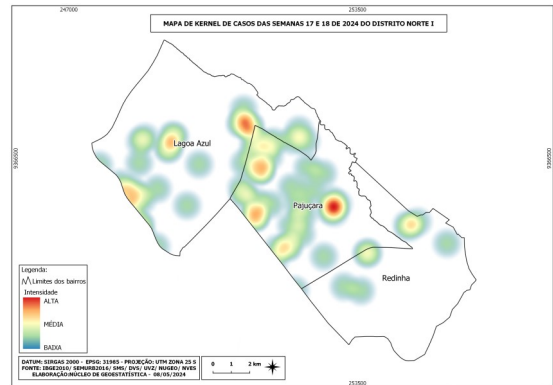 247000
253500
MAPA DE KERNEL DE CASOS DAS SEMANAS 17 E 18 DE 2024 DO DISTRITO NORTE I
9366500
9366500
Lagoa Azul
Pajuçara
Redinha
Legenda:
Limites dos bairros
Intensidade
ALTA
MÉDIA
BAIXA
DATUM: SIRGAS 2000 - EPSG: 31985 - PROJEÇÃO: UTM ZONA 25 S
FONTE: IBGE2010/ SEMURB2016/ SMS/ DVS/ UVZ/ NUGEO/ NVES
ELABORAÇÃO:NÚCLEO DE GEOESTATÍSTICA - 08/05/2024
0 1 2 km
253500